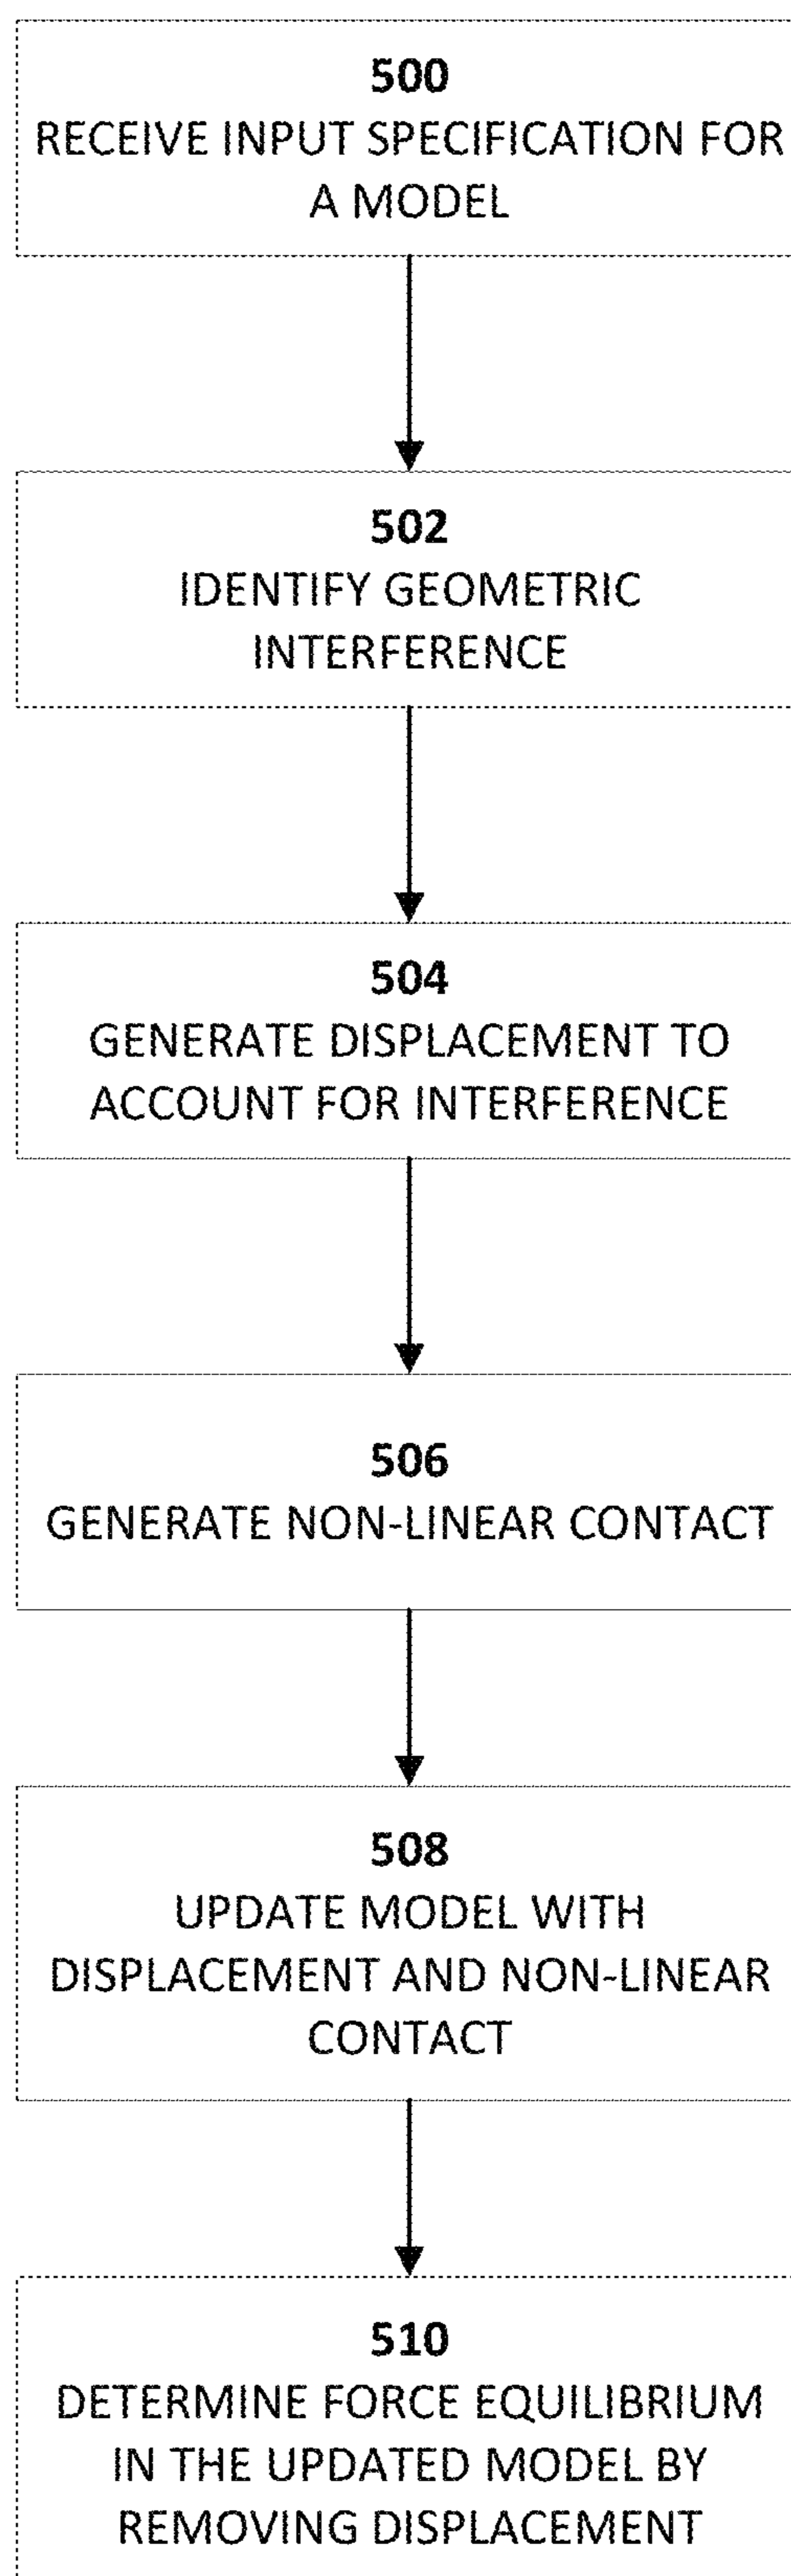 500
RECEIVE INPUT SPECIFICATION FOR
A MODEL
502
IDENTIFY GEOMETRIC
INTERFERENCE
504
GENERATE DISPLACEMENT TO
ACCOUNT FOR INTERFERENCE
506
GENERATE NON-LINEAR CONTACT
508
UPDATE MODEL WITH
DISPLACEMENT AND NON-LINEAR
CONTACT
510
DETERMINE FORCE EQUILIBRIUM
IN THE UPDATED MODEL BY
REMOVING DISPLACEMENT